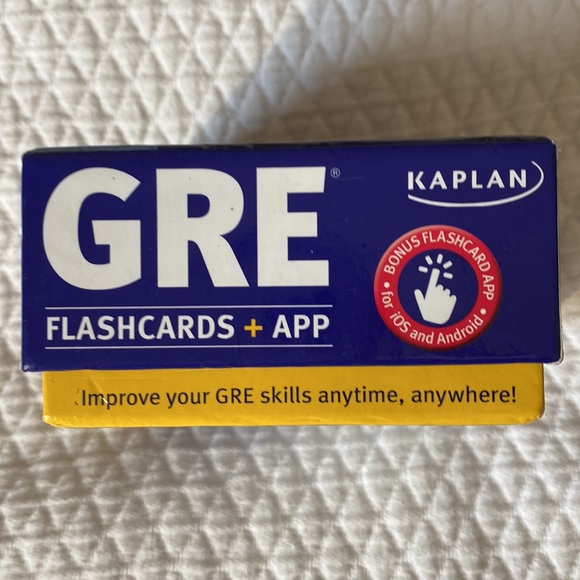 GRE®
KAPLAN
BONUS FLASHCARD APP
• for iOS and Android •
FLASHCARDS + APP
Improve your GRE skills anytime, anywhere!